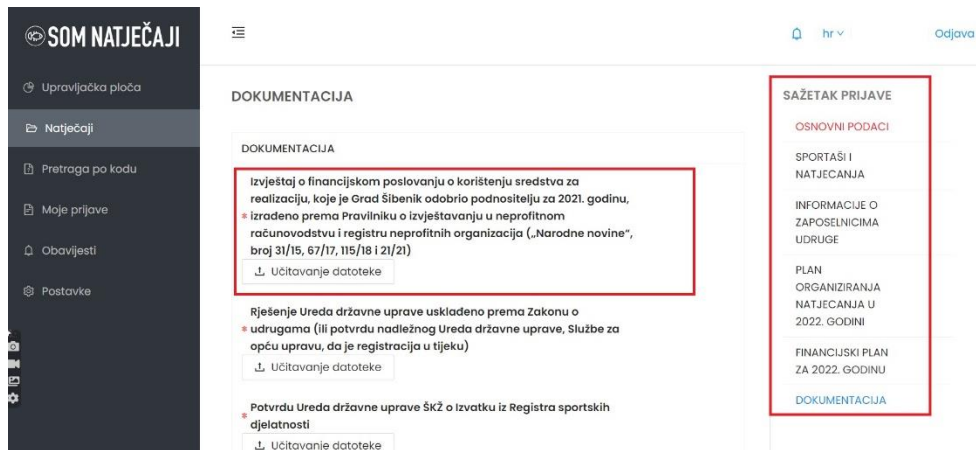 SOM NATJEČAJI
hr
Odjava
Upravljačka ploča
Natječaji
Pretraga po kodu
Moje prijave
Obavijesti
Postavke
DOKUMENTACIJA
DOKUMENTACIJA
Izvještaj o financijskom poslovanju o korištenju sredstva za
realizaciju, koje je Grad Šibenik odobrio podnositelju za 2021. godinu,
* izrađeno prema Pravilniku o izvještavanju u neprofitnom
računovodstvu i registru neprofitnih organizacija („Narodne novine“,
broj 31/15, 67/17, 115/18 i 21/21)
Učitavanje datoteke
Rješenje Ureda državne uprave usklađeno prema Zakonu o
* udrugama (ili potvrdu nadležnog Ureda državne uprave, Službe za
opću upravu, da je registracija u tijeku)
Učitavanje datoteke
Potvrdu Ureda državne uprave ŠKŽ o Izvatku iz Registra sportskih
* djelatnosti
Učitavanje datoteke
SAŽETAK PRIJAVE
OSNOVNI PODACI
SPORTAŠI I
NATJECANJA
INFORMACIJE O
ZAPOSELNICIMA
UDRUGE
PLAN
ORGANIZIRANJA
NATJECANJA U
2022. GODINI
FINANCIJSKI PLAN
ZA 2022. GODINU
DOKUMENTACIJA